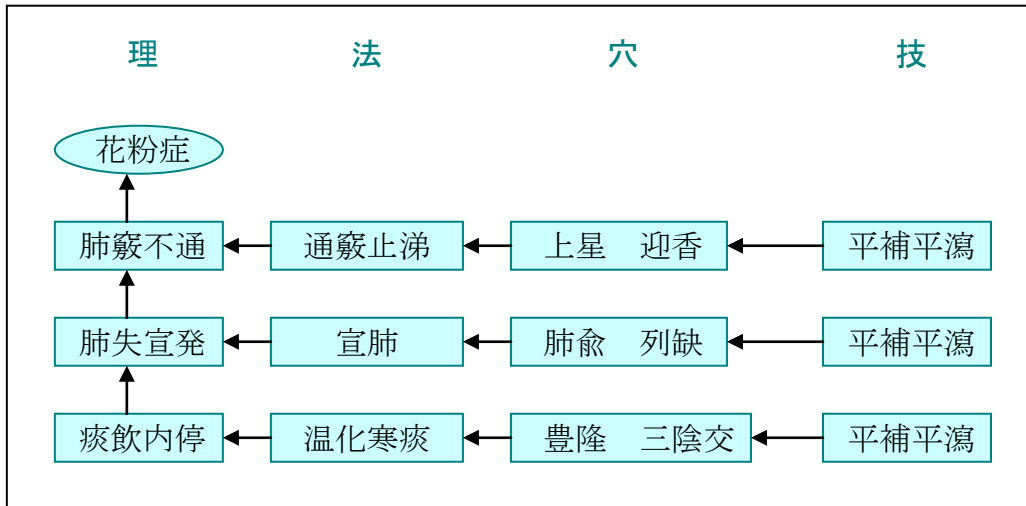 理 法 穴 技
花粉症
肺竅不通 通竅止涕 上星 迎香 平補平瀉
肺失宣発 宣肺 肺兪 列缺 平補平瀉
痰飲内停 温化寒痰 豊隆 三陰交 平補平瀉